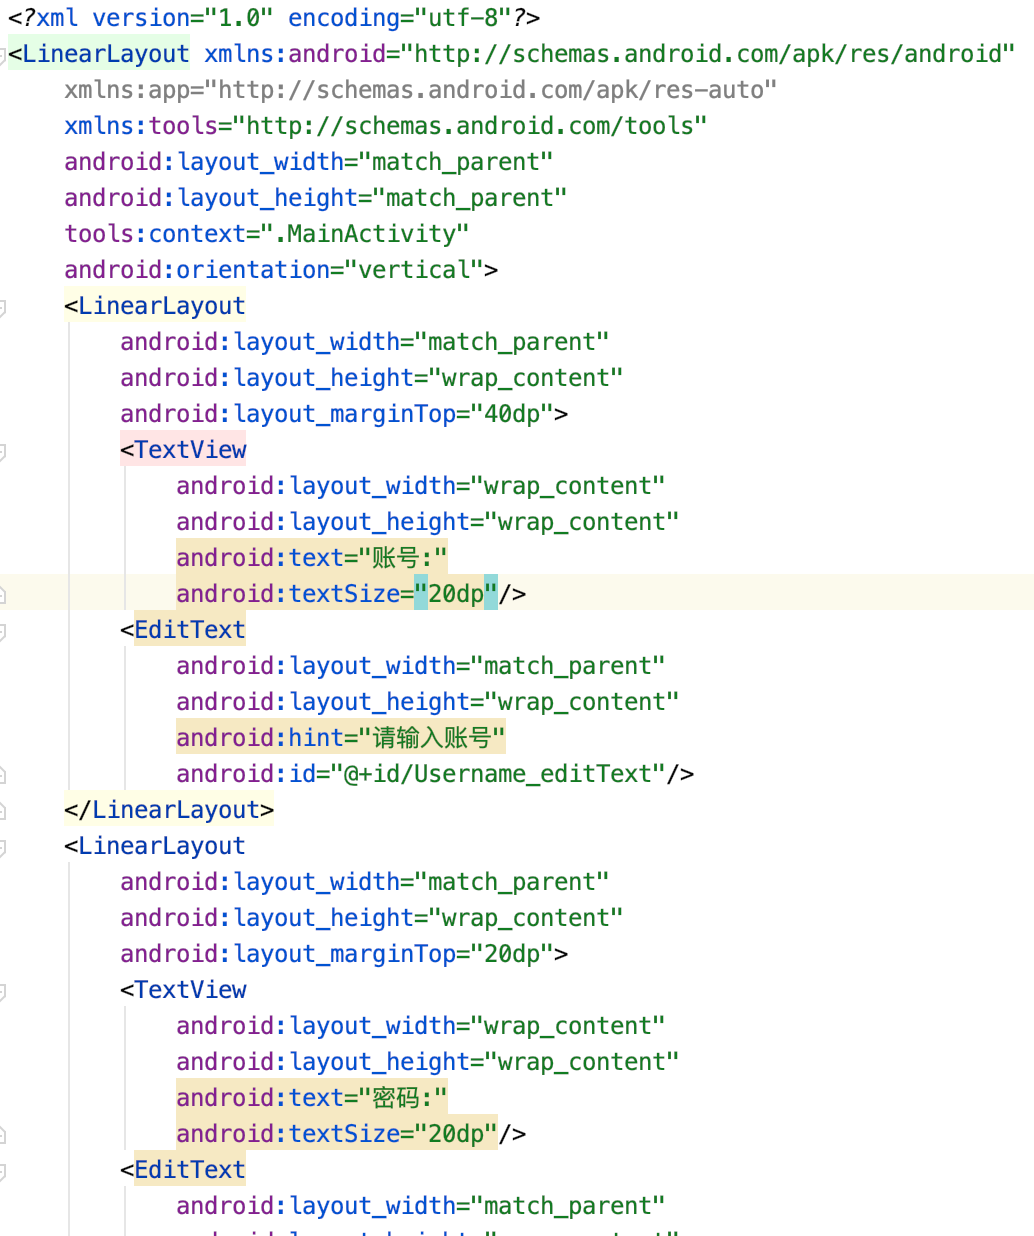 <?xml version="1.0" encoding="utf-8"?>
<LinearLayout xmlns:android="http://schemas.android.com/apk/res/android"
xmlns:app="http://schemas.android.com/apk/res-auto"
xmlns:tools="http://schemas.android.com/tools"
android:layout_width="match_parent"
android:layout_height="match_parent"
tools:context=".MainActivity"
android:orientation="vertical">
<LinearLayout
android:layout_width="match_parent"
android:layout_height="wrap_content"
android:layout_marginTop="40dp">
<TextView
android:layout_width="wrap_content"
android:layout_height="wrap_content"
android:text="账号:"
android:textSize="20dp"/>
<EditText
android:layout_width="match_parent"
android:layout_height="wrap_content"
android:hint="请输入账号"
android:id="@+id/Username_editText"/>
</LinearLayout>
<LinearLayout
android:layout_width="match_parent"
android:layout_height="wrap_content"
android:layout_marginTop="20dp">
<TextView
android:layout_width="wrap_content"
android:layout_height="wrap_content"
android:text="密码:"
android:textSize="20dp"/>
<EditText
android:layout_width="match_parent"